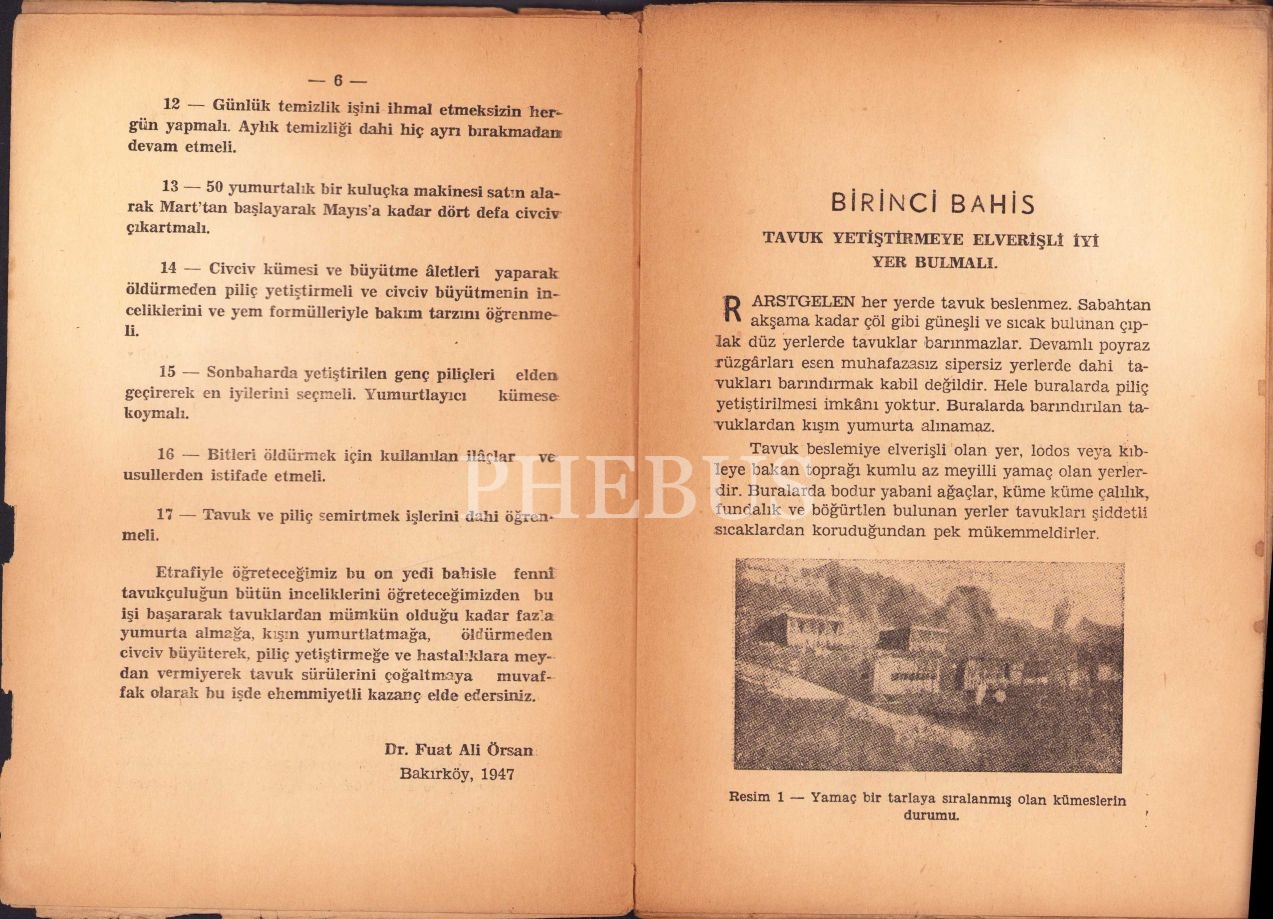 — 6 —
12 — Günlük temizlik işini ihmal etmeksizin her-
gün yapmalı. Aylık temizliği dahi hiç ayrı bırakmadan
devam etmeli.
13 — 50 yumurtalık bir kuluçka makinesi satın ala-
rak Mart'tan başlayarak Mayıs'a kadar dört defa civciv
çıkartmalı.
14 — Civciv kümesi ve büyütme âletleri yaparak
öldürmeden piliç yetiştirmeli ve civciv büyütmenin in-
celiklerini ve yem formülleriyle bakım tarzını öğrenme-
li.
15 — Sonbaharda yetiştirilen genç piliçleri elden
geçirerek en iyilerini seçmeli. Yumurtlayıcı kümese
koymalı.
16 — Bitleri öldürmek için kullanılan ilâçlar ve
usullerden istifade etmeli.
17 — Tavuk ve piliç semirtmek işlerini dahi öğren-
meli.
Etrafiyle öğreteceğimiz bu on yedi bahisle fennî
tavukçuluğun bütün inceliklerini öğreteceğimizden bu
işi başararak tavuklardan mümkün olduğu kadar fazla
yumurta almağa, kışın yumurtlatmağa, öldürmeden
civciv büyüterek, piliç yetiştirmeğe ve hastalıklara mey-
dan vermiyerek tavuk sürülerini çoğaltmaya muvaf-
fak olarak bu işde ehemmiyetli kazanç elde edersiniz.
Dr. Fuat Ali Örsan
Bakırköy, 1947
BİRİNCİ BAHİS
TAVUK YETİŞTİRMEYE ELVERİŞLİ İYİ
YER BULMALI.
RARSTGELEN her yerde tavuk beslenmez. Sabahtan
akşama kadar çöl gibi güneşli ve sıcak bulunan çıp-
lak düz yerlerde tavuklar barınmazlar. Devamlı poyraz
rüzgârları esen muhafazasız sipersiz yerlerde dahi ta-
vukları barındırmak kabil değildir. Hele buralarda piliç
yetiştirilmesi imkânı yoktur. Buralarda barındırılan ta-
vuklardan kışın yumurta alınamaz.
Tavuk beslemiye elverişli olan yer, lodos veya kıb-
leye bakan toprağı kumlu az meyilli yamaç olan yerler-
dir. Buralarda bodur yabani ağaçlar, küme küme çalılık,
fundalık ve böğürtlen bulunan yerler tavukları şiddetli
sıcaklardan koruduğundan pek mükemmeldirler.
Resim 1 — Yamaç bir tarlaya sıralanmış olan kümeslerin
durumu.
PHEBUS